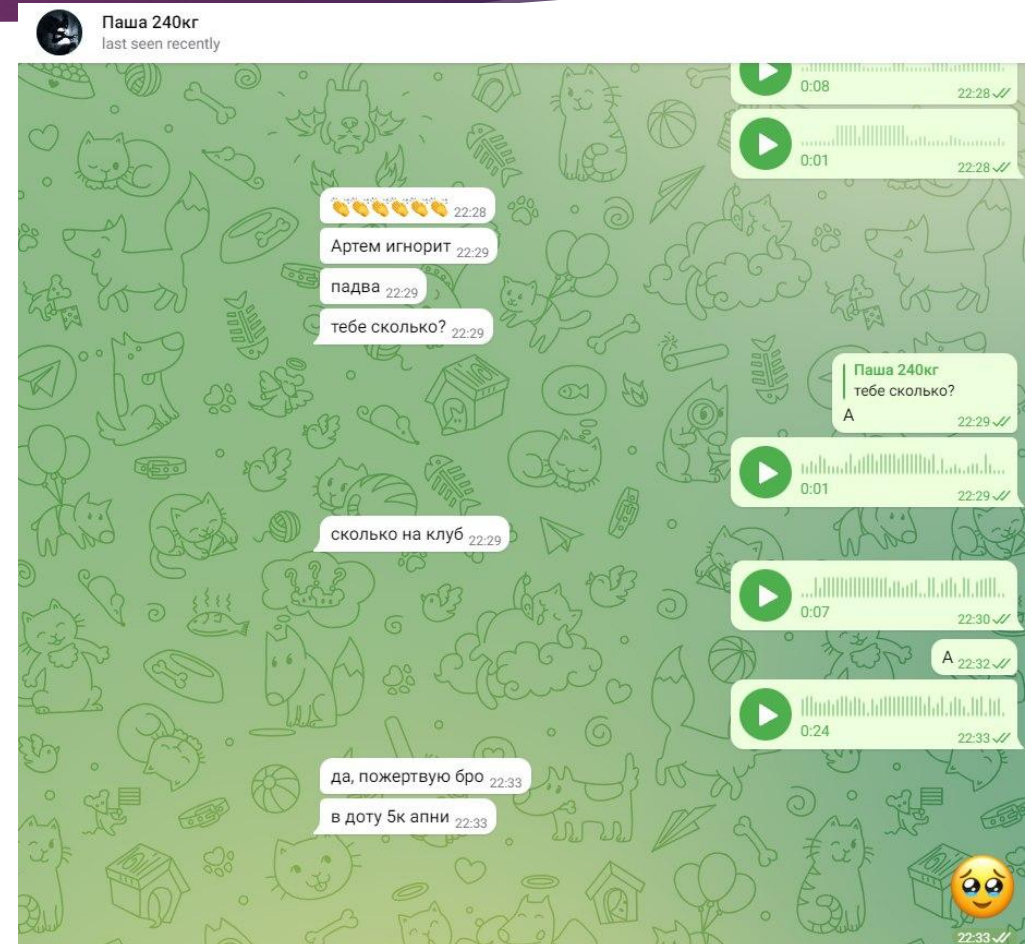 Паша 240кг
last seen recently
0:08
22:28
0:01
22:28
👏👏👏👏👏👏 22:28
Артем игнорит 22:29
падва 22:29
тебе сколько? 22:29
Паша 240кг
тебе сколько?
А 22:29
0:01
22:29
сколько на клуб 22:29
0:07
22:30
А 22:32
0:24
22:33
да, пожертвую бро 22:33
в доту 5к апни 22:33
🥹
22:33